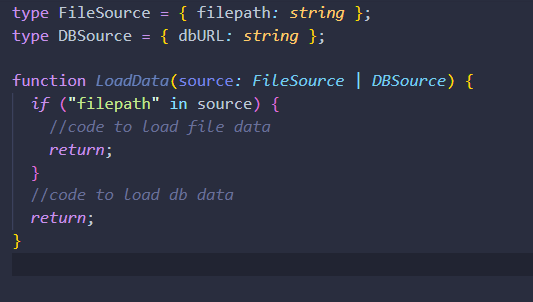 type FileSource = { filepath: string };
type DBSource = { dbURL: string };

function LoadData(source: FileSource | DBSource) {
  if ("filepath" in source) {
    //code to load file data
    return;
  }
  //code to load db data
  return;
}